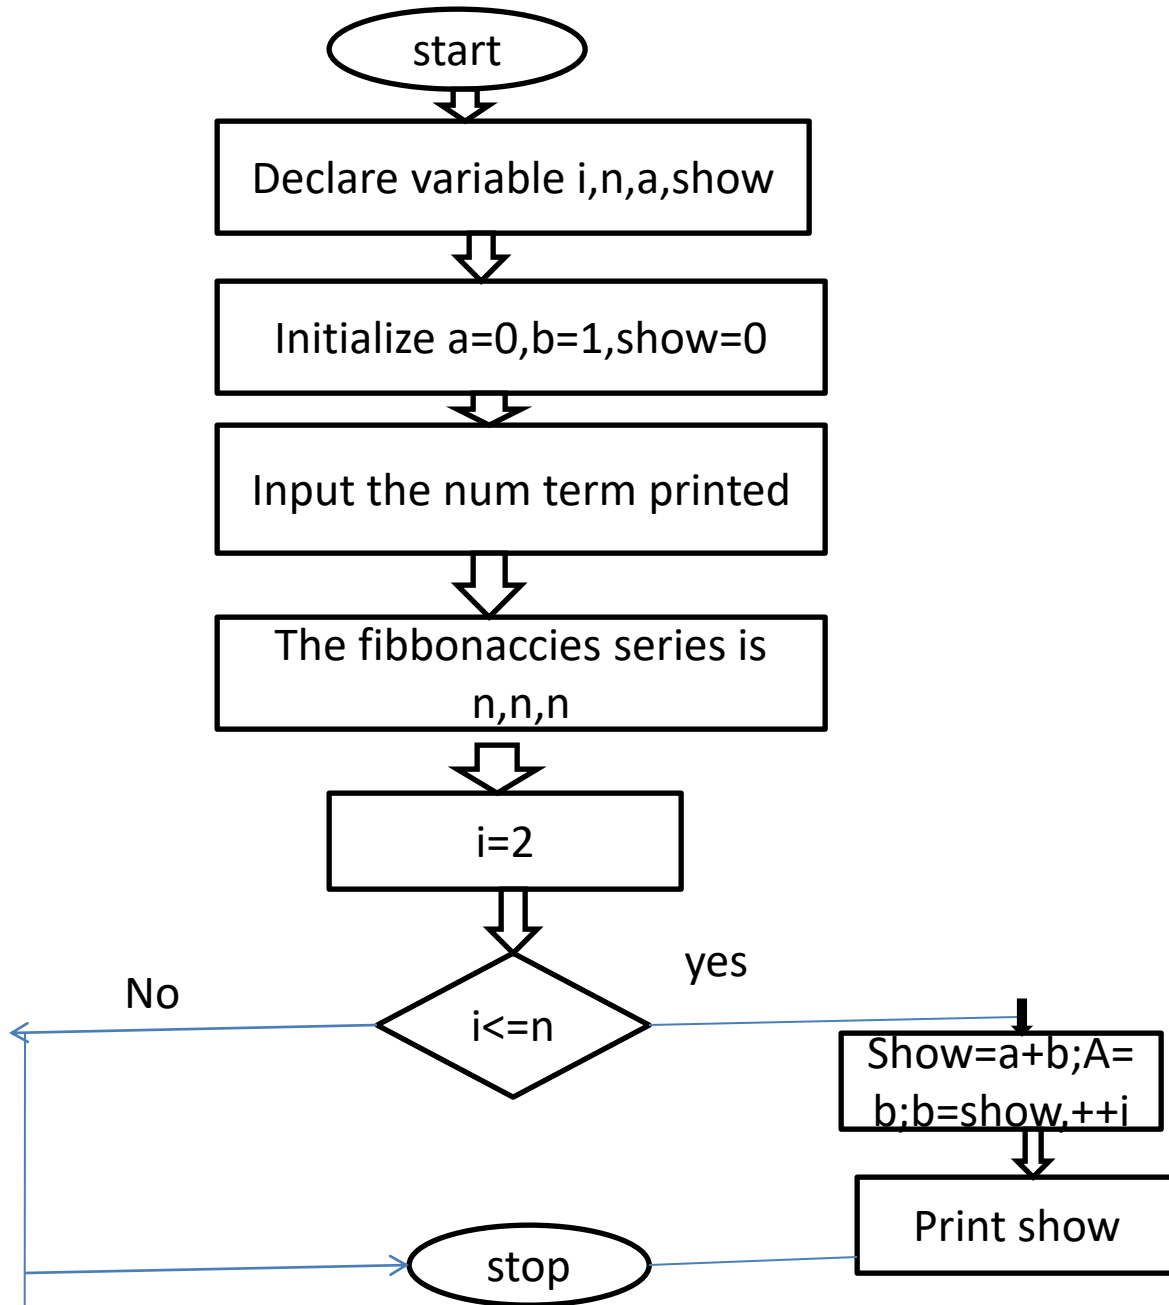 start
Declare variable i,n,a,show
Initialize a=0,b=1,show=0
Input the num term printed
The fibbonaccies series is
n,n,n
i=2
No
yes
i<=n
Show=a+b;A=
b;b=show,++i
Print show
stop